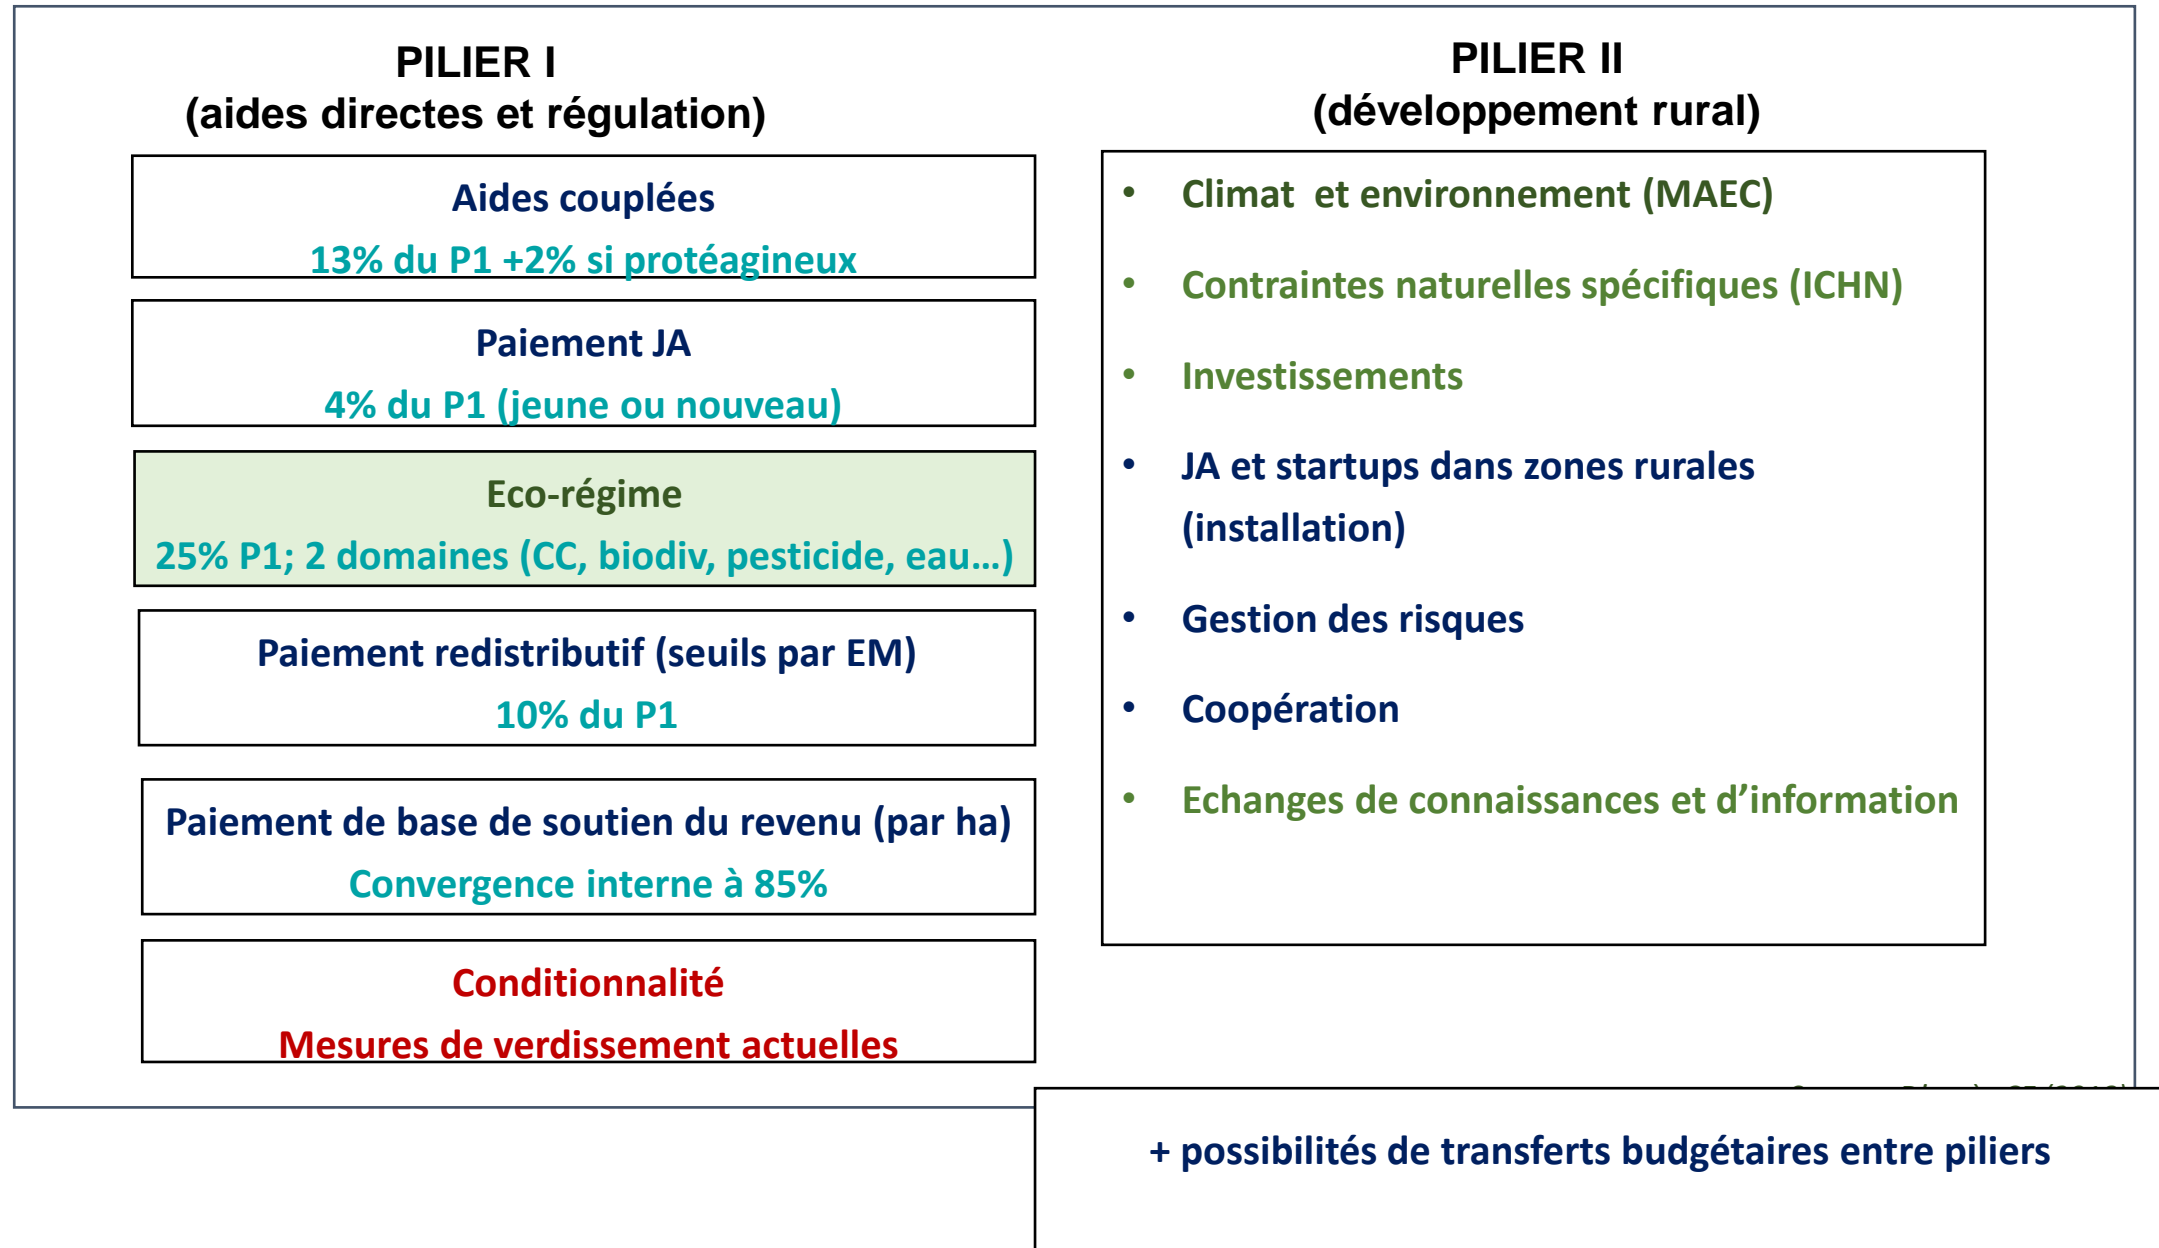 PILIER I
(aides directes et régulation)
Aides couplées
13% du P1 +2% si protéagineux
Paiement JA
4% du P1 (jeune ou nouveau)
Eco-régime
25% P1; 2 domaines (CC, biodiv, pesticide, eau…)
Paiement redistributif (seuils par EM)
10% du P1
Paiement de base de soutien du revenu (par ha)
Convergence interne à 85%
Conditionnalité
Mesures de verdissement actuelles
PILIER II
(développement rural)
• Climat et environnement (MAEC)
• Contraintes naturelles spécifiques (ICHN)
• Investissements
• JA et startups dans zones rurales
(installation)
• Gestion des risques
• Coopération
• Echanges de connaissances et d’information
+ possibilités de transferts budgétaires entre piliers